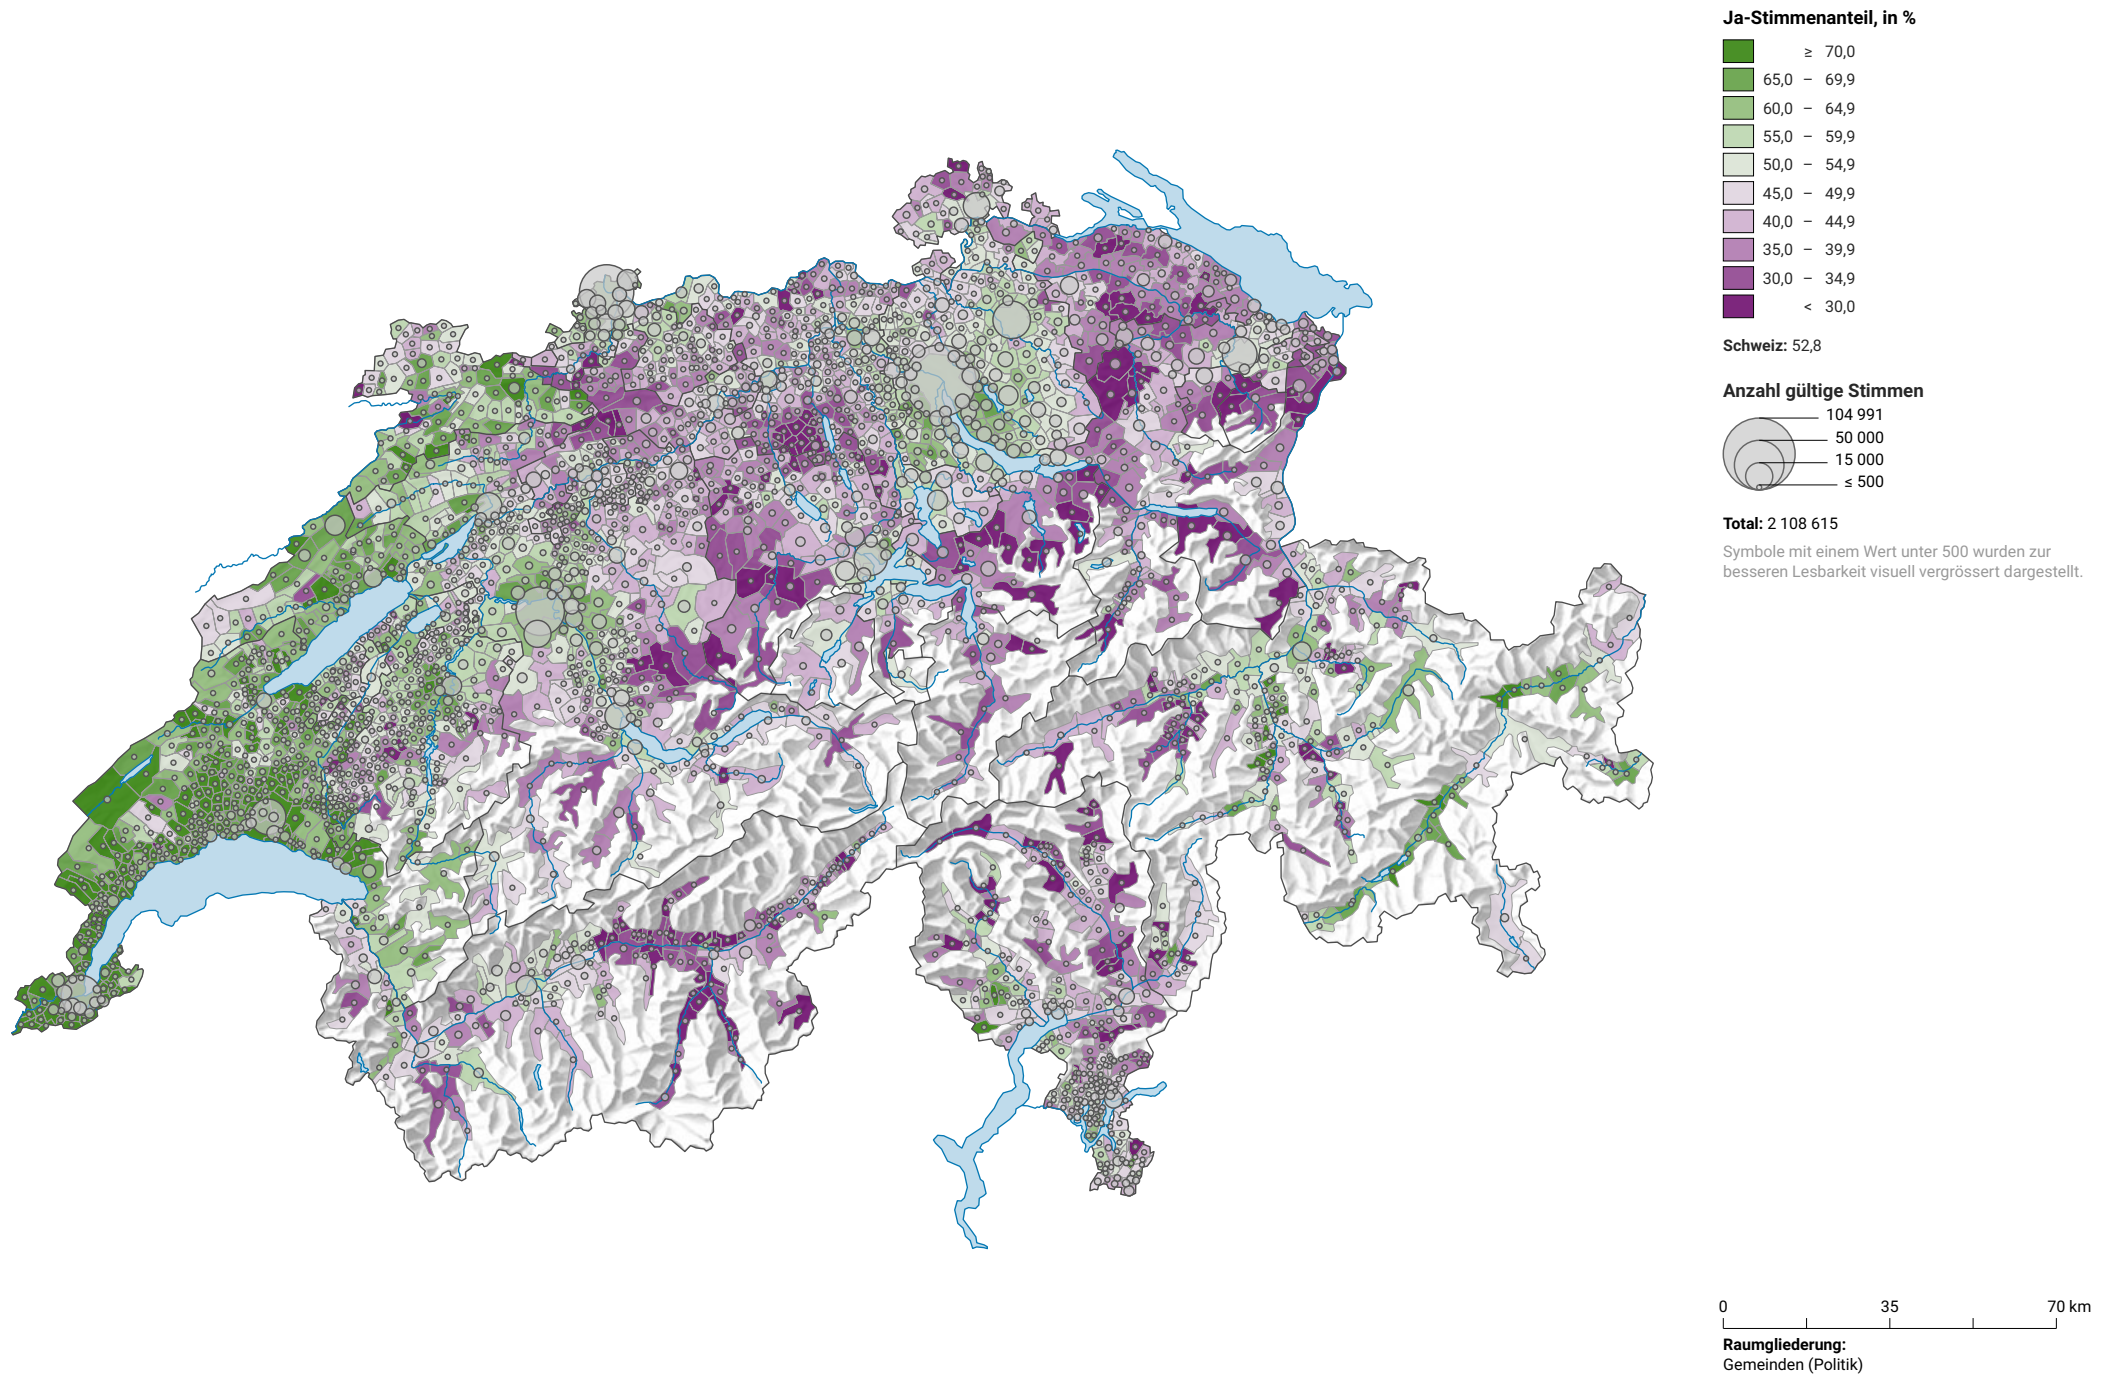 Ja-Stimmenanteil, in %
≥ 70,0
65,0 – 69,9
60,0 – 64,9
55,0 – 59,9
50,0 – 54,9
45,0 – 49,9
40,0 – 44,9
35,0 – 39,9
30,0 – 34,9
< 30,0
Schweiz: 52,8
Anzahl gültige Stimmen
104 991
50 000
15 000
≤ 500
Total: 2 108 615
Symbole mit einem Wert unter 500 wurden zur
besseren Lesbarkeit visuell vergrössert dargestellt.
0 35 70 km
Raumgliederung:
Gemeinden (Politik)